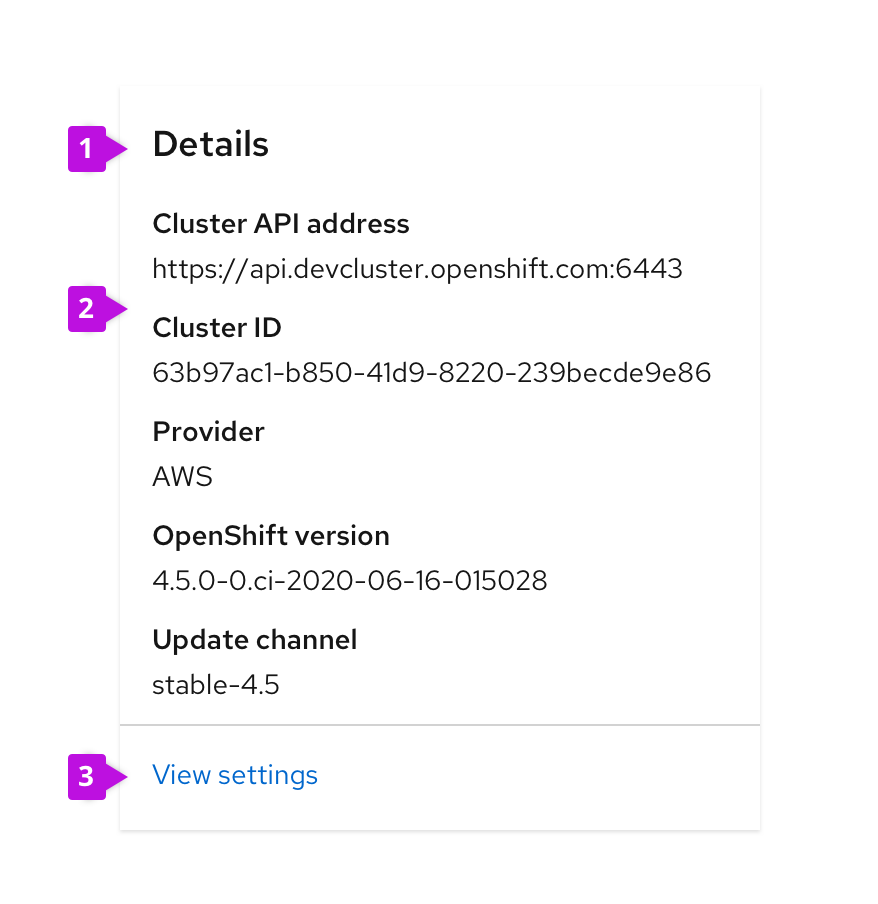 1
Details
Cluster API address
https://api.devcluster.openshift.com:6443
2
Cluster ID
63b97ac1-b850-41d9-8220-239becde9e86
Provider
AWS
OpenShift version
4.5.0-0.ci-2020-06-16-015028
Update channel
stable-4.5
3
View settings